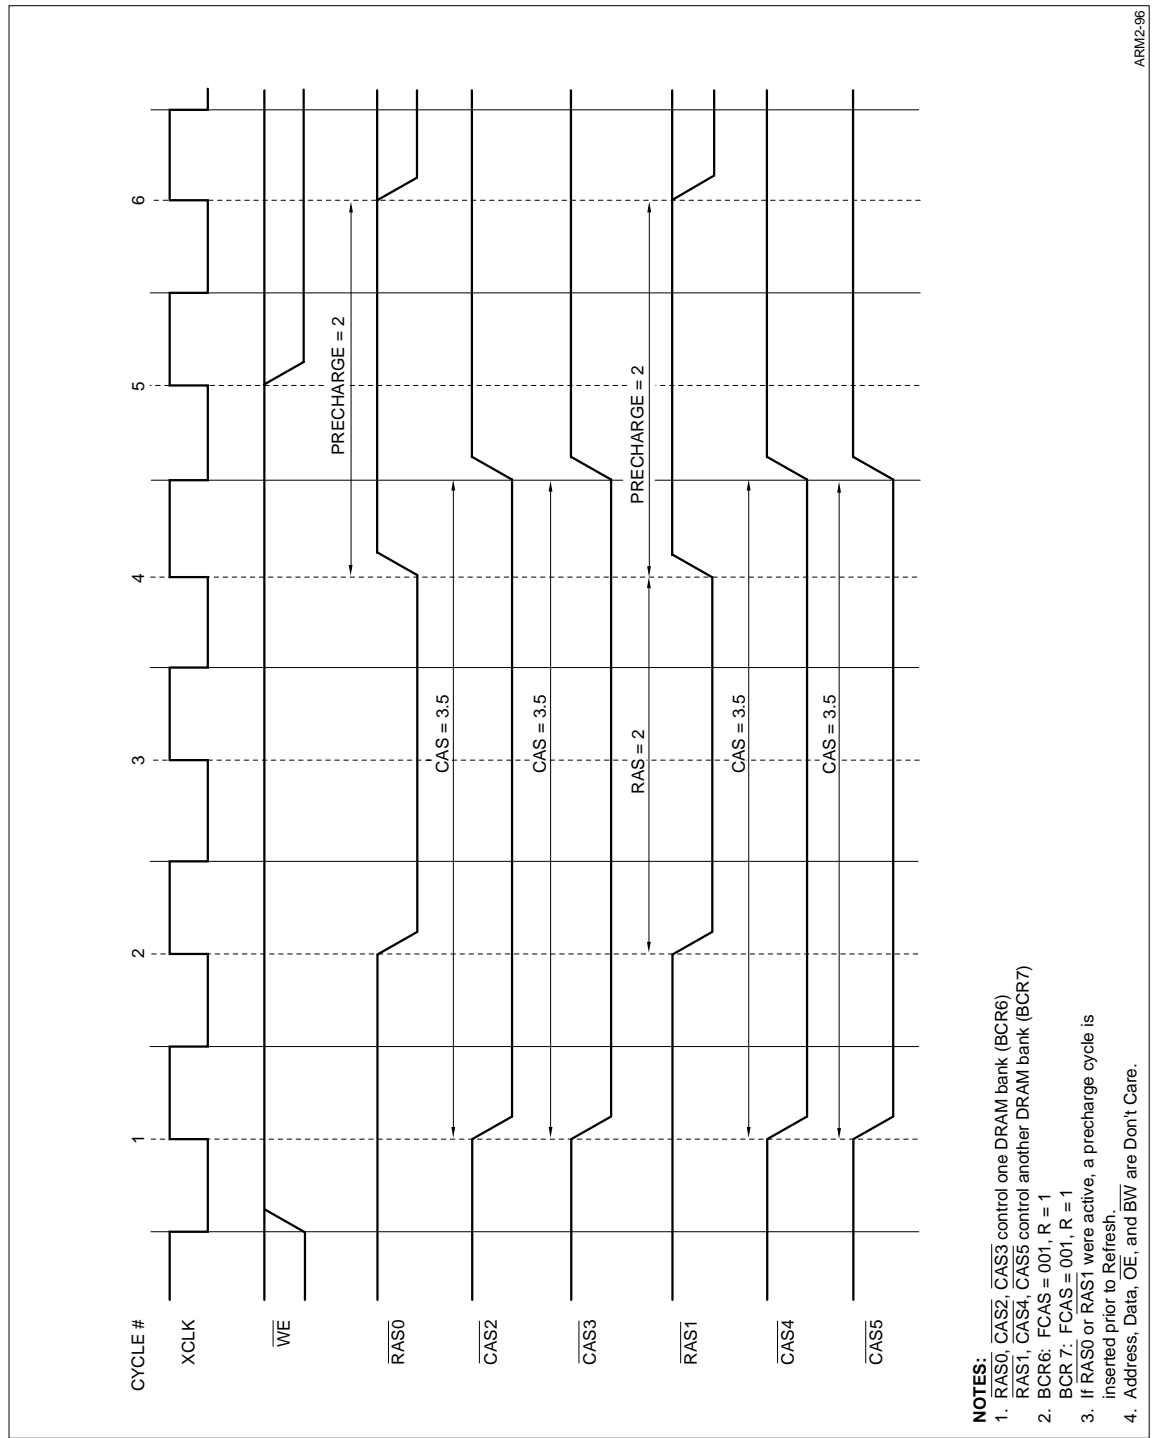 CYCLE #
1
2
3
4
5
6
XCLK
WE
PRECHARGE = 2
RAS0
CAS = 3.5
CAS2
CAS = 3.5
CAS3
RAS = 2
PRECHARGE = 2
RAS1
CAS = 3.5
CAS4
CAS = 3.5
CAS5
NOTES:
1. RAS0, CAS2, CAS3 control one DRAM bank (BCR6)
RAS1, CAS4, CAS5 control another DRAM bank (BCR7)
2. BCR6: FCAS = 001, R = 1
BCR 7: FCAS = 001, R = 1
3. If RAS0 or RAS1 were active, a precharge cycle is
inserted prior to Refresh.
4. Address, Data, OE, and BW are Don't Care.
ARM2-96